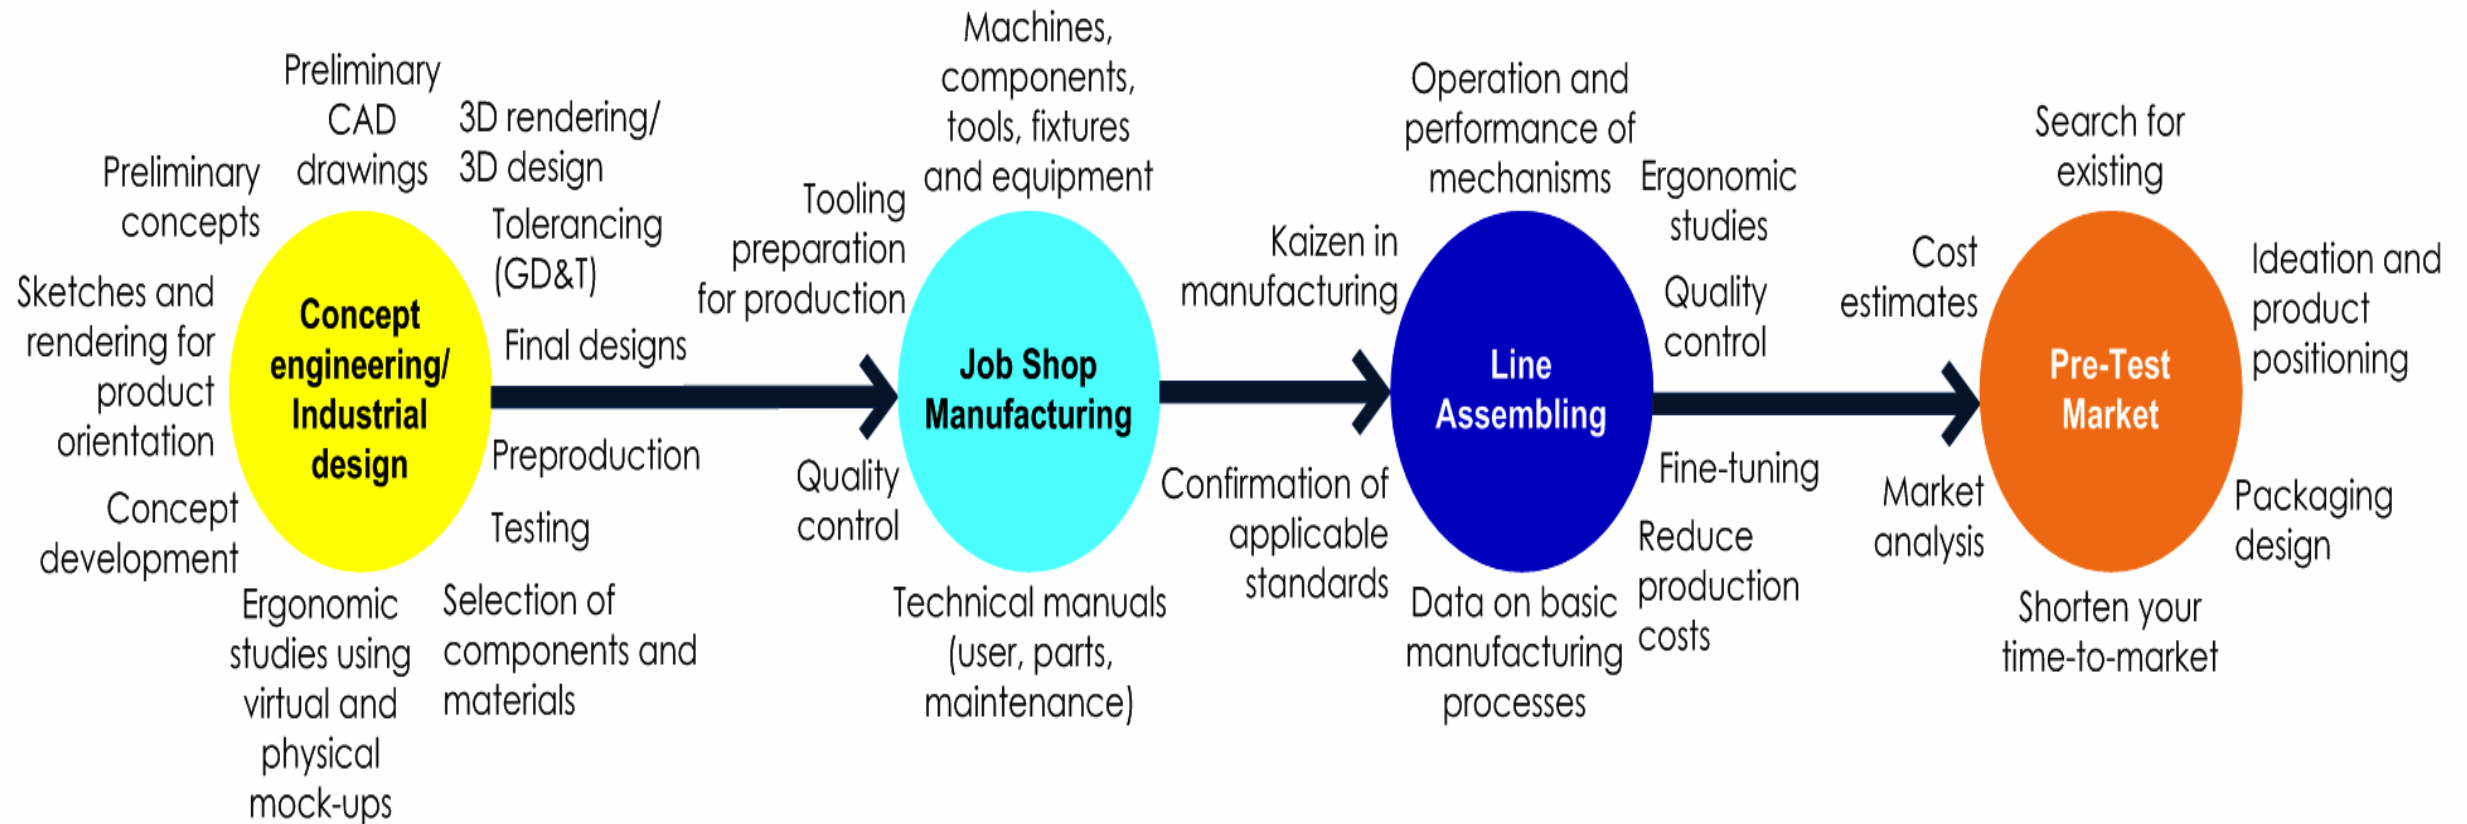 Preliminary
concepts
Preliminary
CAD
drawings
3D rendering/
3D design
Tolerancing
(GD&T)
Final designs
Sketches and
rendering for
product
orientation
Concept
engineering/
Industrial
design
Concept
development
Preproduction
Testing
Ergonomic
studies using
virtual and
physical
mock-ups
Selection of
components and
materials
Tooling
preparation
for production
Machines,
components,
tools, fixtures
and equipment
Job Shop
Manufacturing
Quality
control
Technical manuals
(user, parts,
maintenance)
Kaizen in
manufacturing
Operation and
performance of
mechanisms
Ergonomic
studies
Quality
control
Line
Assembling
Confirmation of
applicable
standards
Data on basic
manufacturing
processes
Fine-tuning
Reduce
production
costs
Cost
estimates
Search for
existing
Ideation and
product
positioning
Pre-Test
Market
Market
analysis
Shorten your
time-to-market
Packaging
design